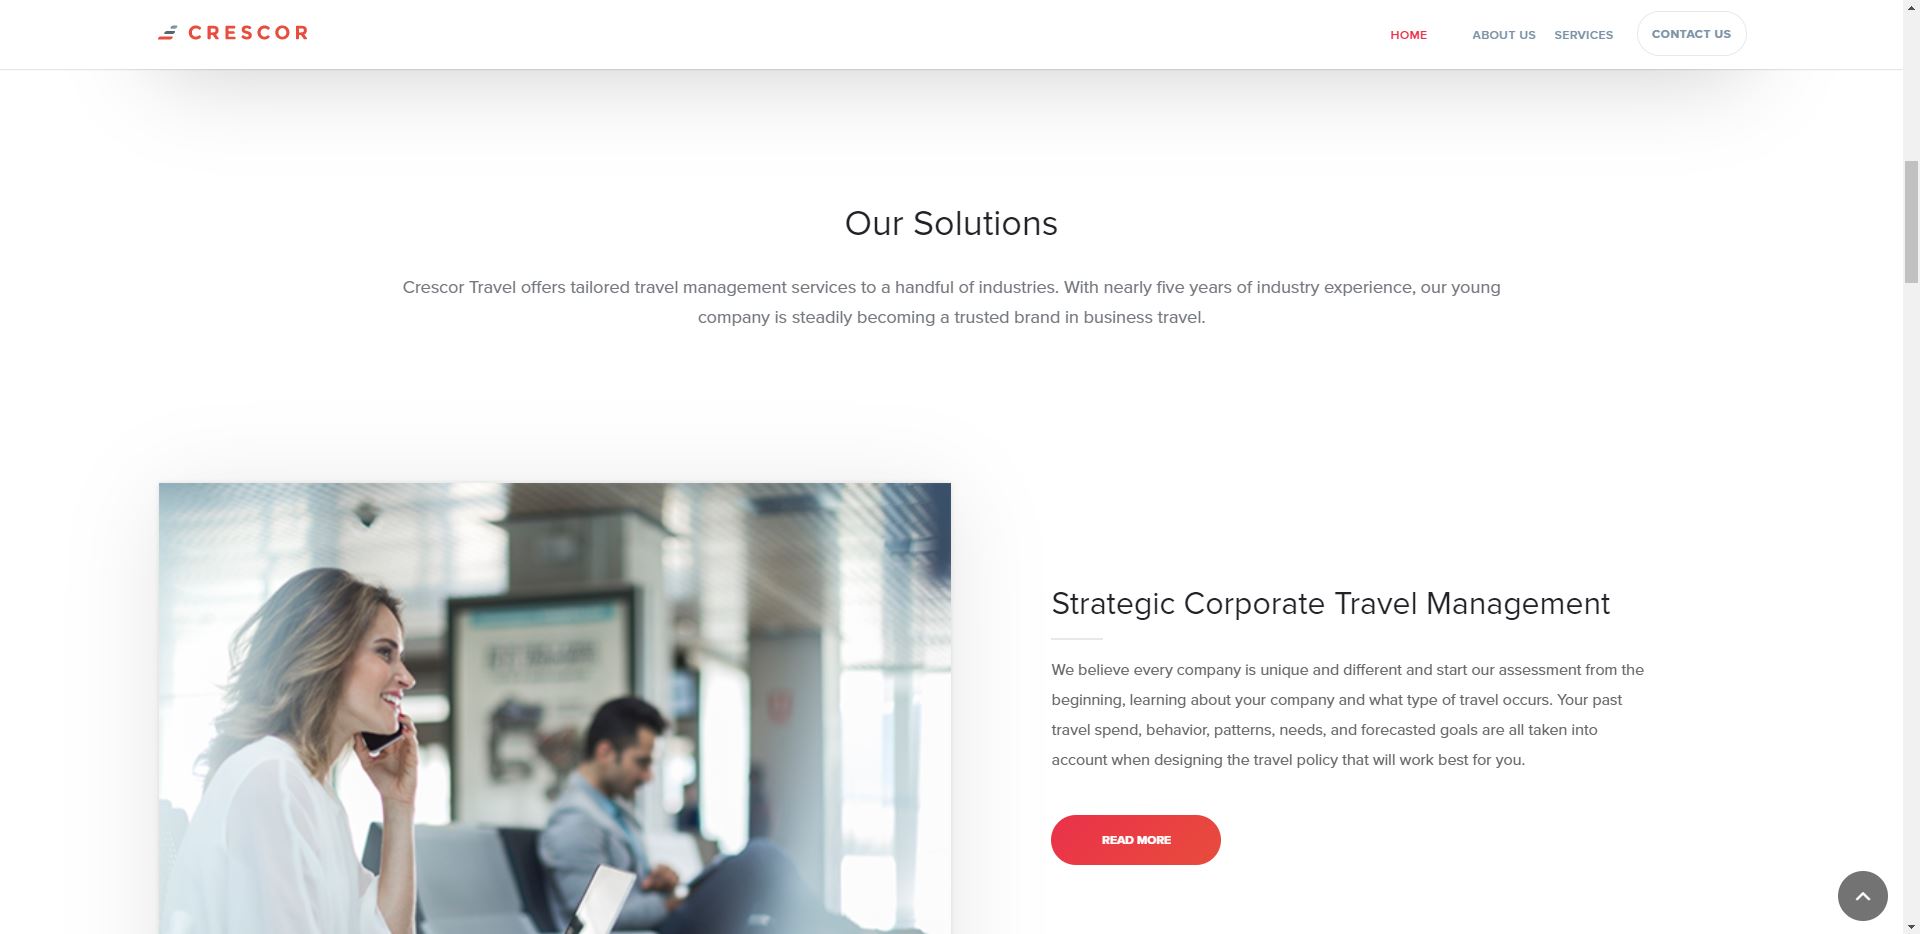 CRESCOR
HOME
ABOUT US
SERVICES
CONTACT US
Our Solutions
Crescor Travel offers tailored travel management services to a handful of industries. With nearly five years of industry experience, our young
company is steadily becoming a trusted brand in business travel.
Strategic Corporate Travel Management
We believe every company is unique and different and start our assessment from the
beginning, learning about your company and what type of travel occurs. Your past
travel spend, behavior, patterns, needs, and forecasted goals are all taken into
account when designing the travel policy that will work best for you.
READ MORE